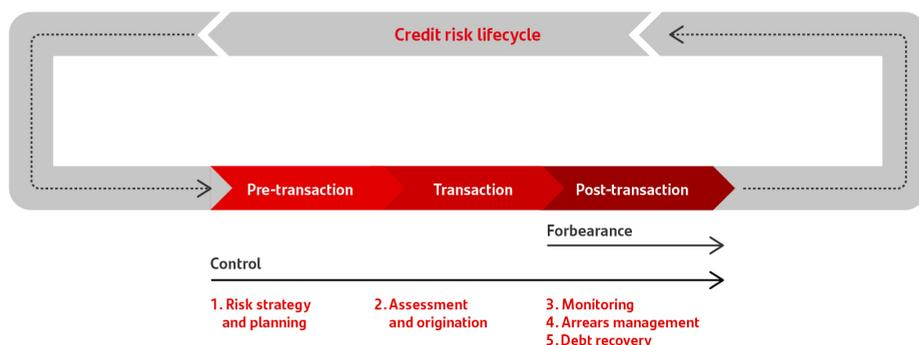 Credit risk lifecycle
Pre-transaction
Transaction
Post-transaction
Forbearance
Control
1. Risk strategy
and planning
2. Assessment
and origination
3. Monitoring
4. Arrears management
5. Debt recovery